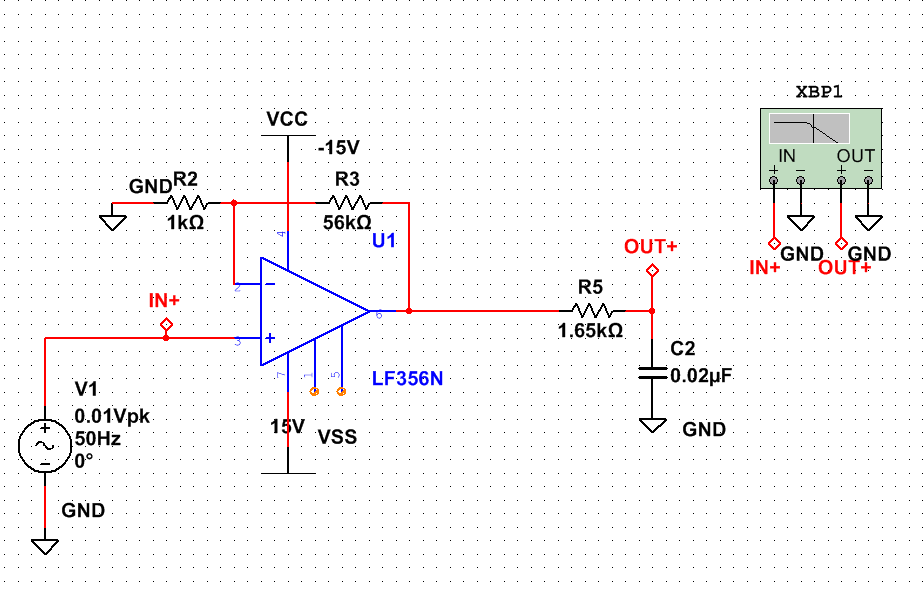 XBP1
IN OUT
+ − + −
GND GND
IN+ OUT+
VCC
-15V
GND
R2
1kΩ
R3
56kΩ
U1
4
2
3
6
7
1
5
LF356N
IN+
V1
0.01Vpk
50Hz
0°
GND
15V
VSS
OUT+
R5
1.65kΩ
C2
0.02µF
GND